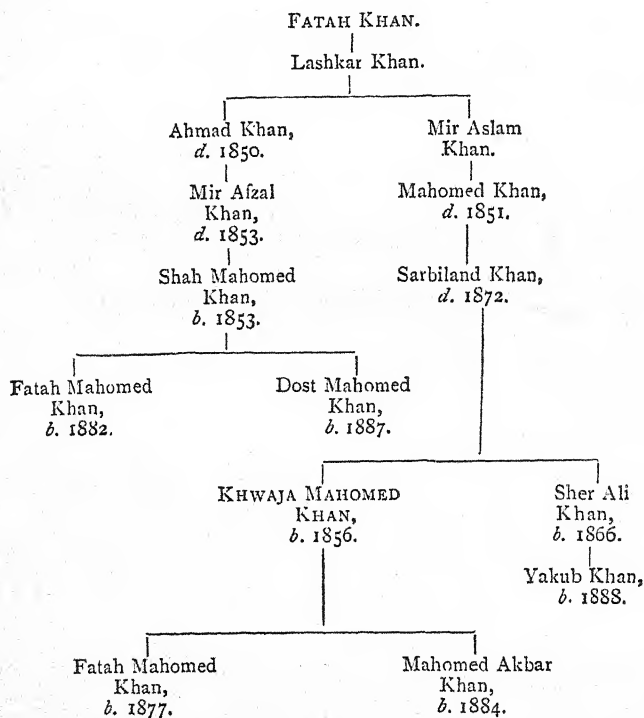 FATAH KHAN.
Lashkar Khan.
Ahmad Khan,
d. 1850.
Mir Aslam
Khan.
Mir Afzal
Khan,
d. 1853.
Mahomed Khan,
d. 1851.
Shah Mahomed
Khan,
b. 1853.
Sarbiland Khan,
d. 1872.
Fatah Mahomed
Khan,
b. 1882.
Dost Mahomed
Khan,
b. 1887.
KHWAJA MAHOMED
KHAN,
b. 1856.
Sher Ali
Khan,
b. 1866.
Yakub Khan,
b. 1888.
Fatah Mahomed
Khan,
b. 1877.
Mahomed Akbar
Khan,
b. 1884.